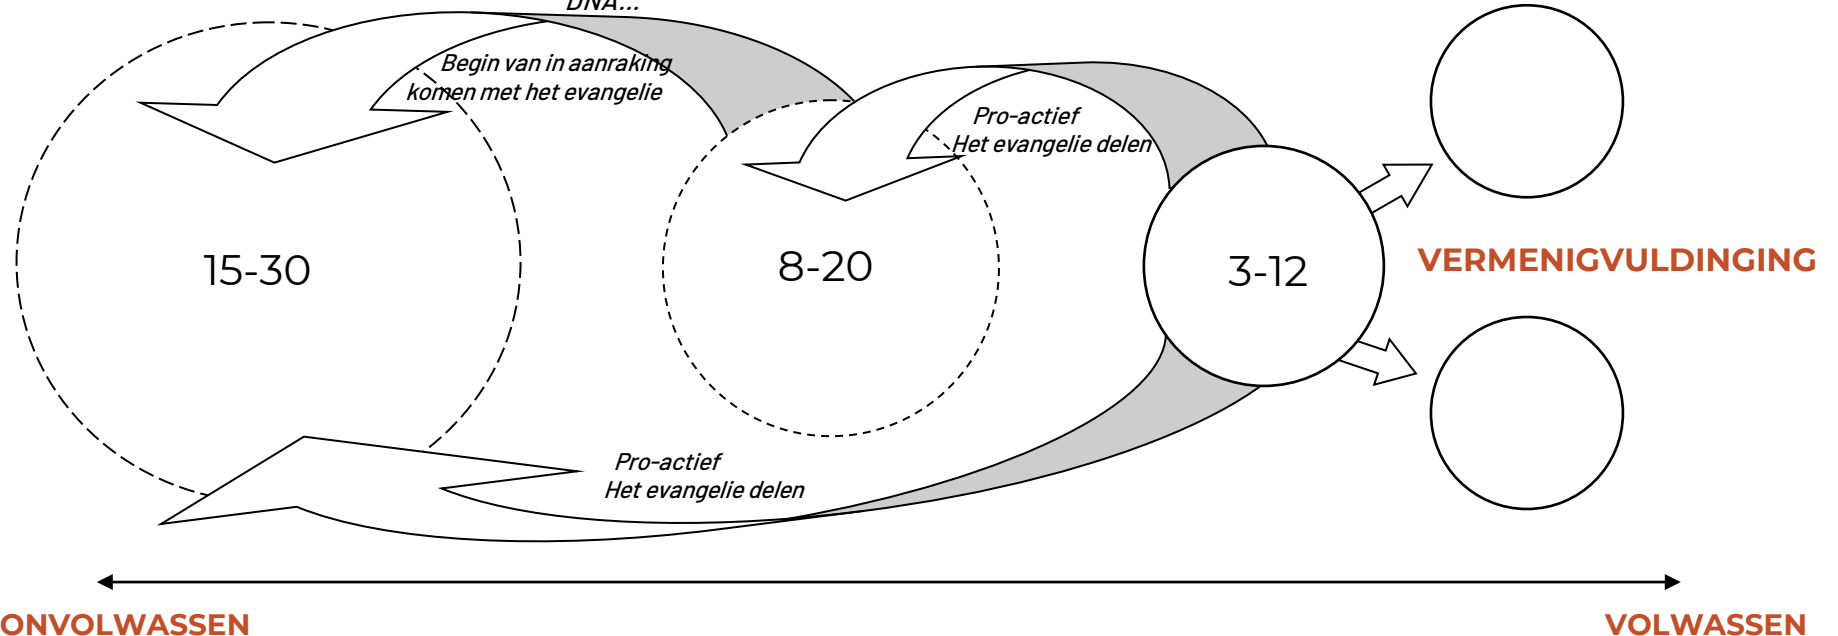 DNA...
Begin van in aanraking
komen met het evangelie
Pro-actief
Het evangelie delen
15-30
8-20
3-12
VERMENIGVULDINGING
Pro-actief
Het evangelie delen
ONVOLWASSEN
VOLWASSEN